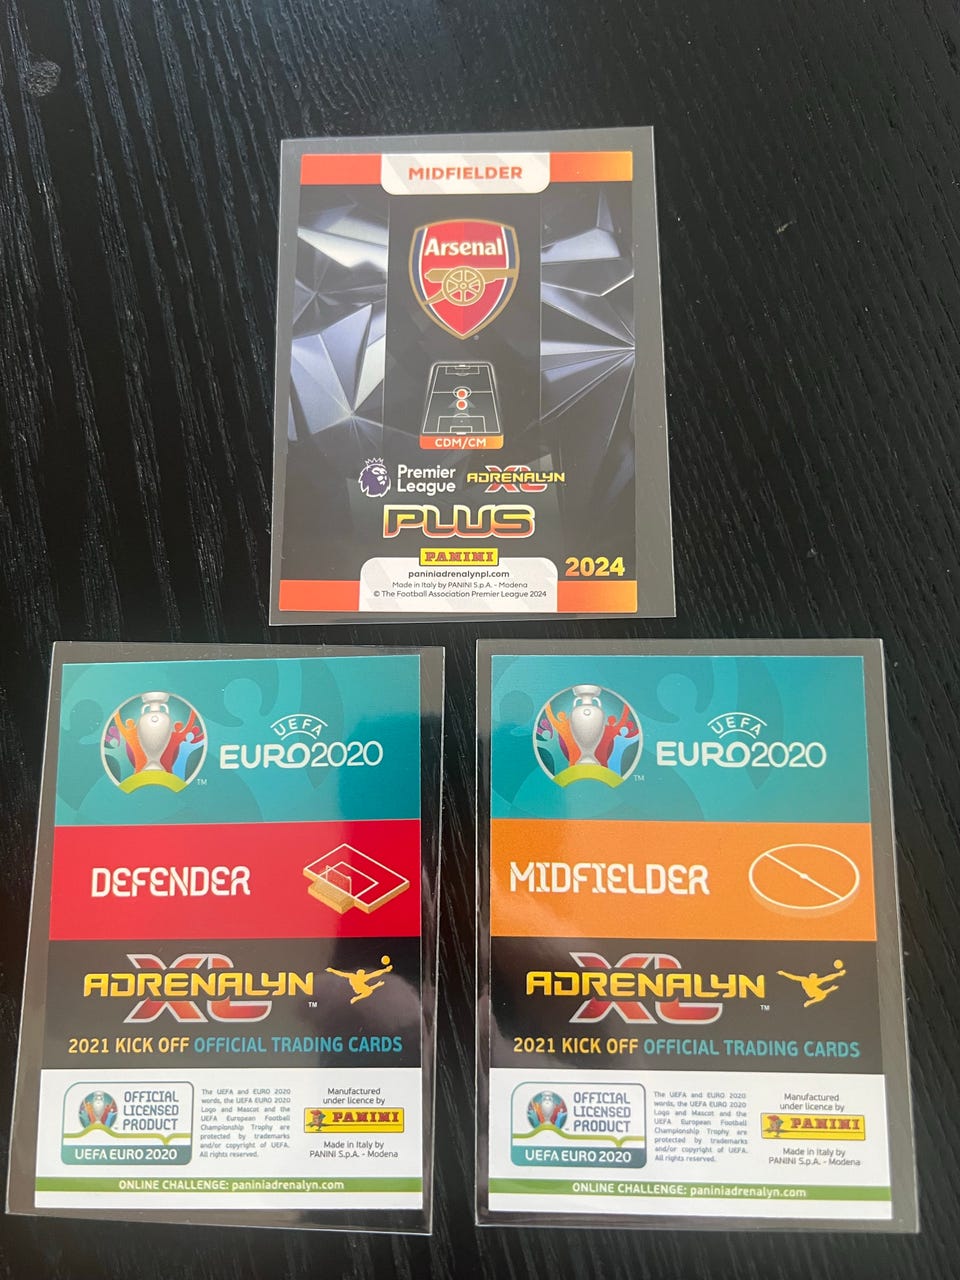 MIDFIELDER
Arsenal
CDM/CM
Premier League
ADRENALYN XL
PLUS
PANINI
2024
paniniadrenalynpl.com
Made in Italy by PANINI S.p.A. - Modena
© The Football Association Premier League 2024
UEFA
EURO2020
TM
DEFENDER
ADRENALYN XL
TM
2021 KICK OFF OFFICIAL TRADING CARDS
OFFICIAL
LICENSED
PRODUCT
UEFA EURO 2020
The UEFA and EURO 2020
words, the UEFA EURO 2020
Logo and Mascot and the
UEFA European Football
Championship Trophy are
protected by trademarks
and/or copyright of UEFA.
All rights reserved.
Manufactured
under licence by
PANINI
Made in Italy by
PANINI S.p.A. - Modena
ONLINE CHALLENGE: paniniadrenalyn.com
UEFA
EURO2020
TM
MIDFIELDER
ADRENALYN XL
TM
2021 KICK OFF OFFICIAL TRADING CARDS
OFFICIAL
LICENSED
PRODUCT
UEFA EURO 2020
The UEFA and EURO 2020
words, the UEFA EURO 2020
Logo and Mascot and the
UEFA European Football
Championship Trophy are
protected by trademarks
and/or copyright of UEFA.
All rights reserved.
Manufactured
under licence by
PANINI
Made in Italy by
PANINI S.p.A. - Modena
ONLINE CHALLENGE: paniniadrenalyn.com